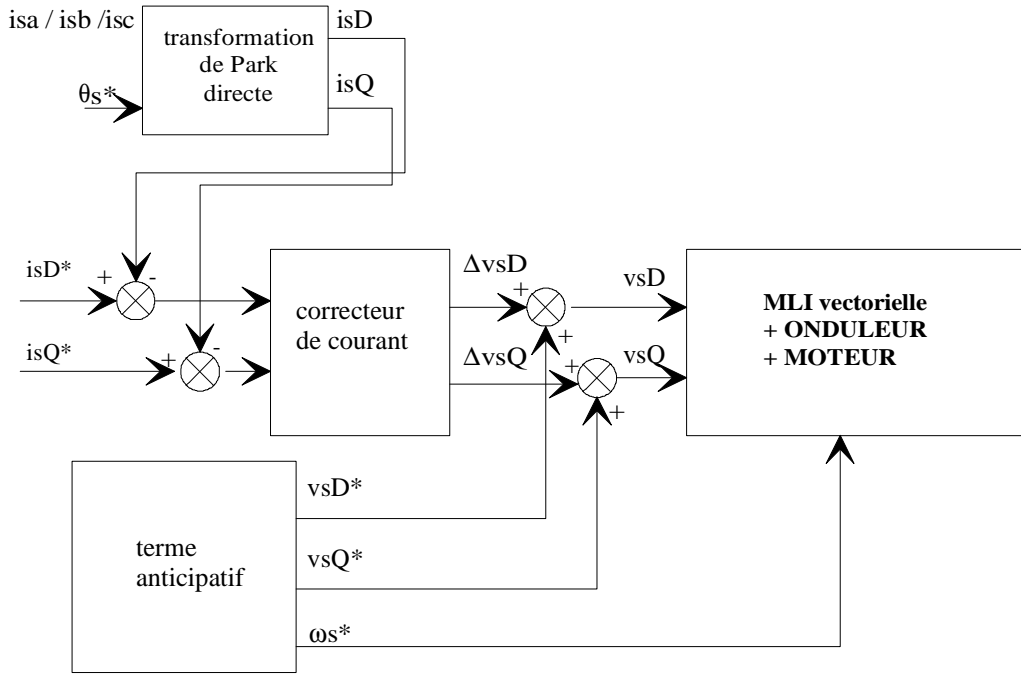 isa / isb /isc
transformation
de Park
directe
isD
isQ
θs*
isD*
+
-
isQ*
+
-
correcteur
de courant
ΔvsD
+
+
ΔvsQ
+
+
vsD
vsQ
MLI vectorielle
+ ONDULEUR
+ MOTEUR
terme
anticipatif
vsD*
vsQ*
ωs*